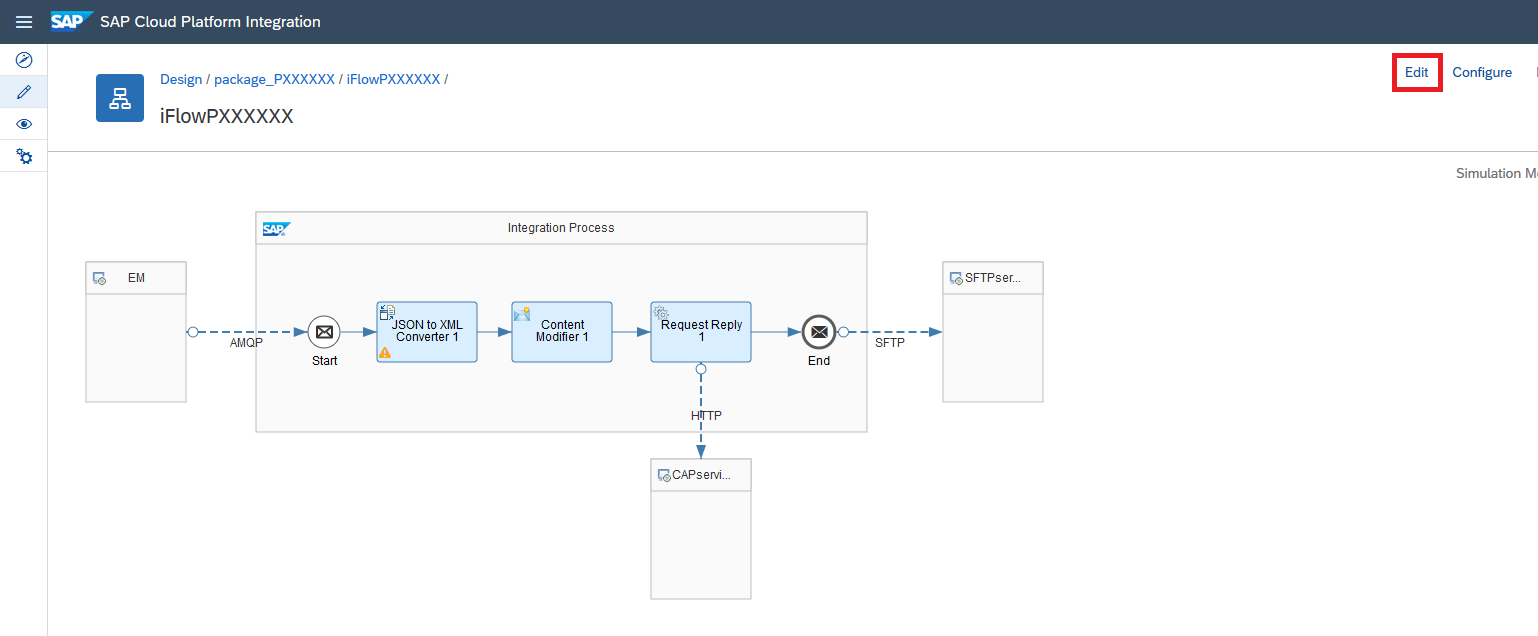 SAP SAP Cloud Platform Integration
Design / package_PXXXXXX / iFlowPXXXXXX /
Edit Configure
iFlowPXXXXXX
Simulation M
SAP Integration Process
EM
SFTPser...
JSON to XML
Converter 1
Content
Modifier 1
Request Reply
1
AMQP
SFTP
Start
End
HTTP
CAPservi...